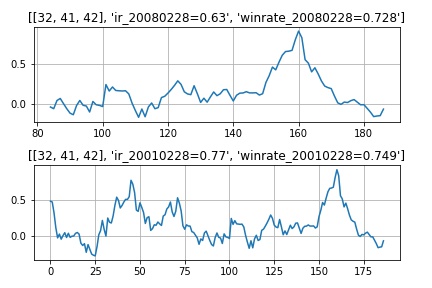 [[32, 41, 42], 'ir_20080228=0.63', 'winrate_20080228=0.728']
0.5
0.0
80 100 120 140 160 180
[[32, 41, 42], 'ir_20010228=0.77', 'winrate_20010228=0.749']
0.5
0.0
0 25 50 75 100 125 150 175